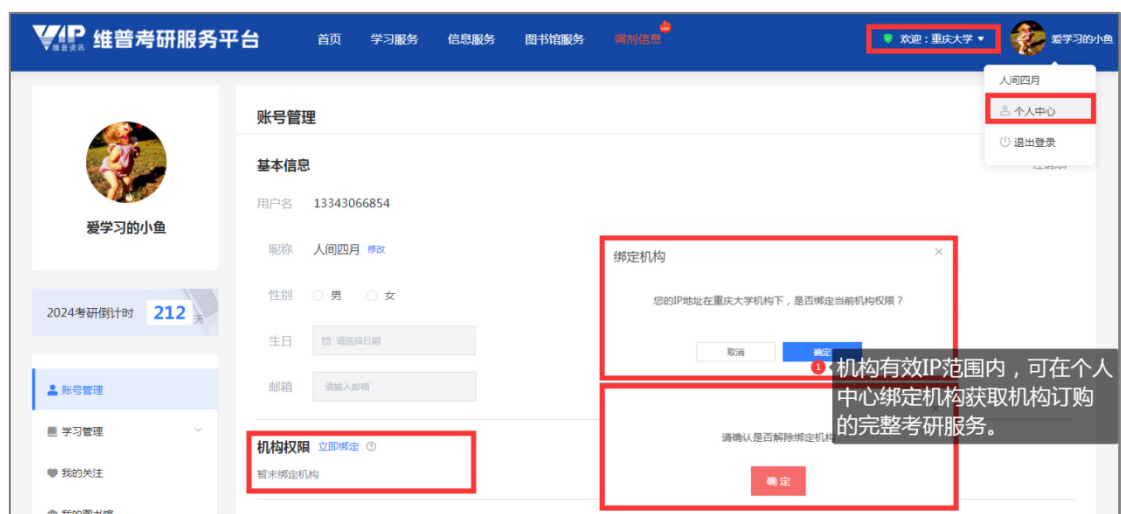 VIP 维普考研服务平台 首页 学习服务 信息服务 图书馆服务 调剂信息 欢迎：重庆大学 爱学习的小鱼
维普资讯
人间四月
个人中心
退出登录
账号管理
基本信息
爱学习的小鱼
用户名 13343066854
昵称 人间四月 修改
性别 男 女
生日 请选择日期
邮箱 请输入邮箱
2024考研倒计时 212 天
账号管理
学习管理
我的关注
我的图书馆
机构权限 立即绑定
暂未绑定机构
绑定机构
您的IP地址在重庆大学机构下，是否绑定当前机构权限？
取消 确定
1 机构有效IP范围内，可在个人
中心绑定机构获取机构订购
的完整考研服务。
请确认是否解除绑定机构
确定